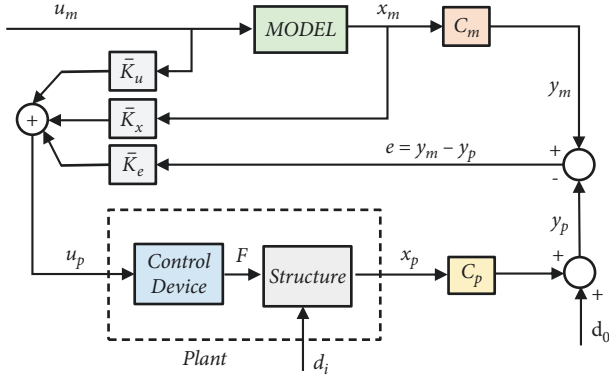 u_m
MODEL
x_m
C_m
K̄_u
y_m
K̄_x
+
e = y_m – y_p
+
K̄_e
-
y_p
u_p
Control
Device
F
Structure
x_p
C_p
+
+
d_0
Plant
d_i